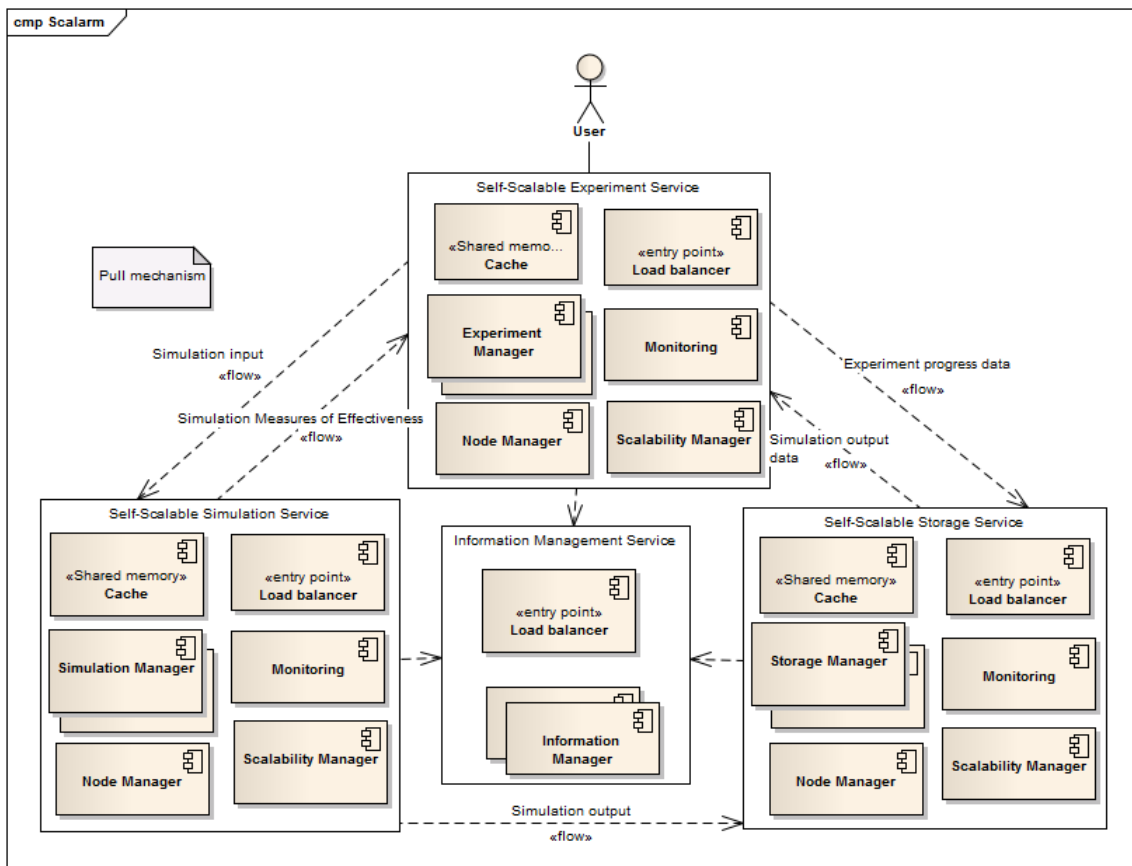 cmp Scalarm
User
Self-Scalable Experiment Service
«Shared memo...
Cache
«entry point»
Load balancer
Pull mechanism
Experiment
Manager
Monitoring
Simulation input
«flow»
Experiment progress data
«flow»
Simulation Measures of Effectiveness
«flow»
Node Manager
Scalability Manager
Simulation output
data
«flow»
Self-Scalable Simulation Service
«Shared memory»
Cache
«entry point»
Load balancer
Simulation Manager
Monitoring
Node Manager
Scalability Manager
Information Management Service
«entry point»
Load balancer
Information
Manager
Self-Scalable Storage Service
«Shared memory»
Cache
«entry point»
Load balancer
Storage Manager
Monitoring
Node Manager
Scalability Manager
Simulation output
«flow»